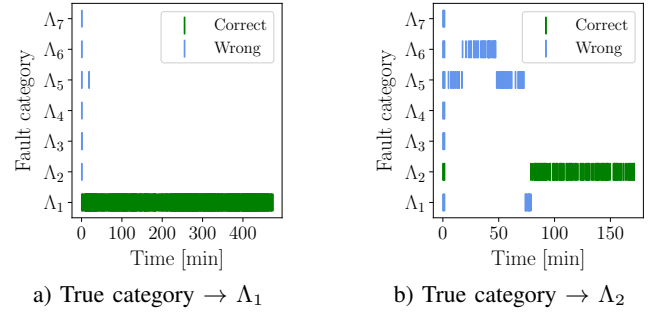 Fault category
Λ7
Λ6
Λ5
Λ4
Λ3
Λ2
Λ1
Correct
Wrong
0 100 200 300 400
Time [min]
a) True category → Λ1
Fault category
Λ7
Λ6
Λ5
Λ4
Λ3
Λ2
Λ1
Correct
Wrong
0 50 100 150
Time [min]
b) True category → Λ2